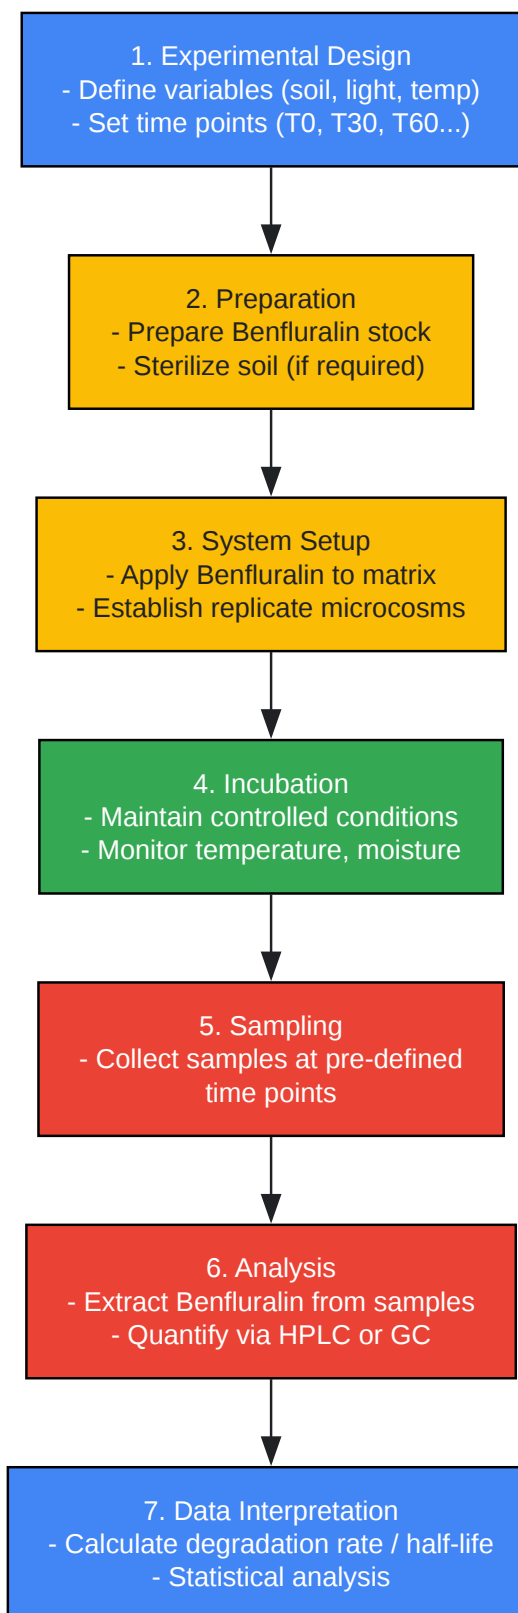 1. Experimental Design
- Define variables (soil, light, temp)
- Set time points (T0, T30, T60...)
2. Preparation
- Prepare Benfluralin stock
- Sterilize soil (if required)
3. System Setup
- Apply Benfluralin to matrix
- Establish replicate microcosms
4. Incubation
- Maintain controlled conditions
- Monitor temperature, moisture
5. Sampling
- Collect samples at pre-defined
time points
6. Analysis
- Extract Benfluralin from samples
- Quantify via HPLC or GC
7. Data Interpretation
- Calculate degradation rate / half-life
- Statistical analysis